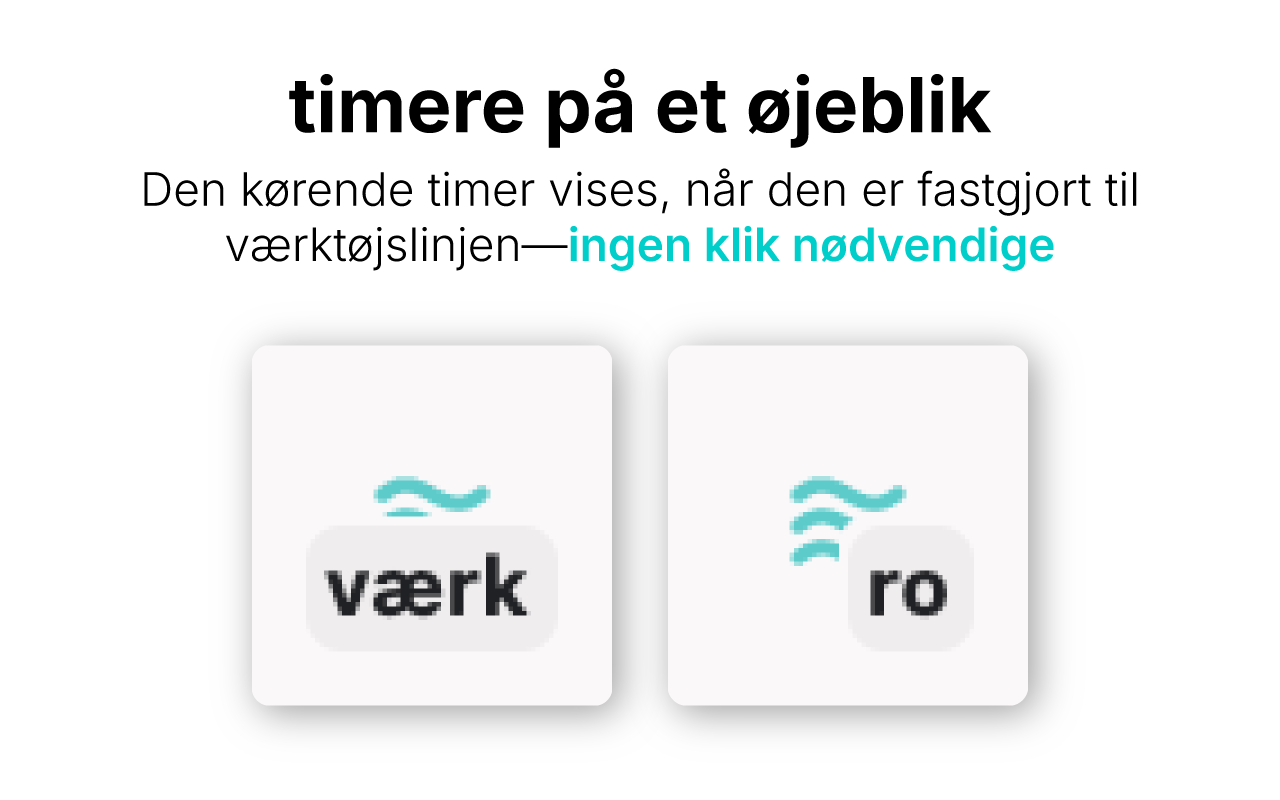 timere på et øjeblik
Den kørende timer vises, når den er fastgjort til
værktøjslinjen—ingen klik nødvendige
værk
ro